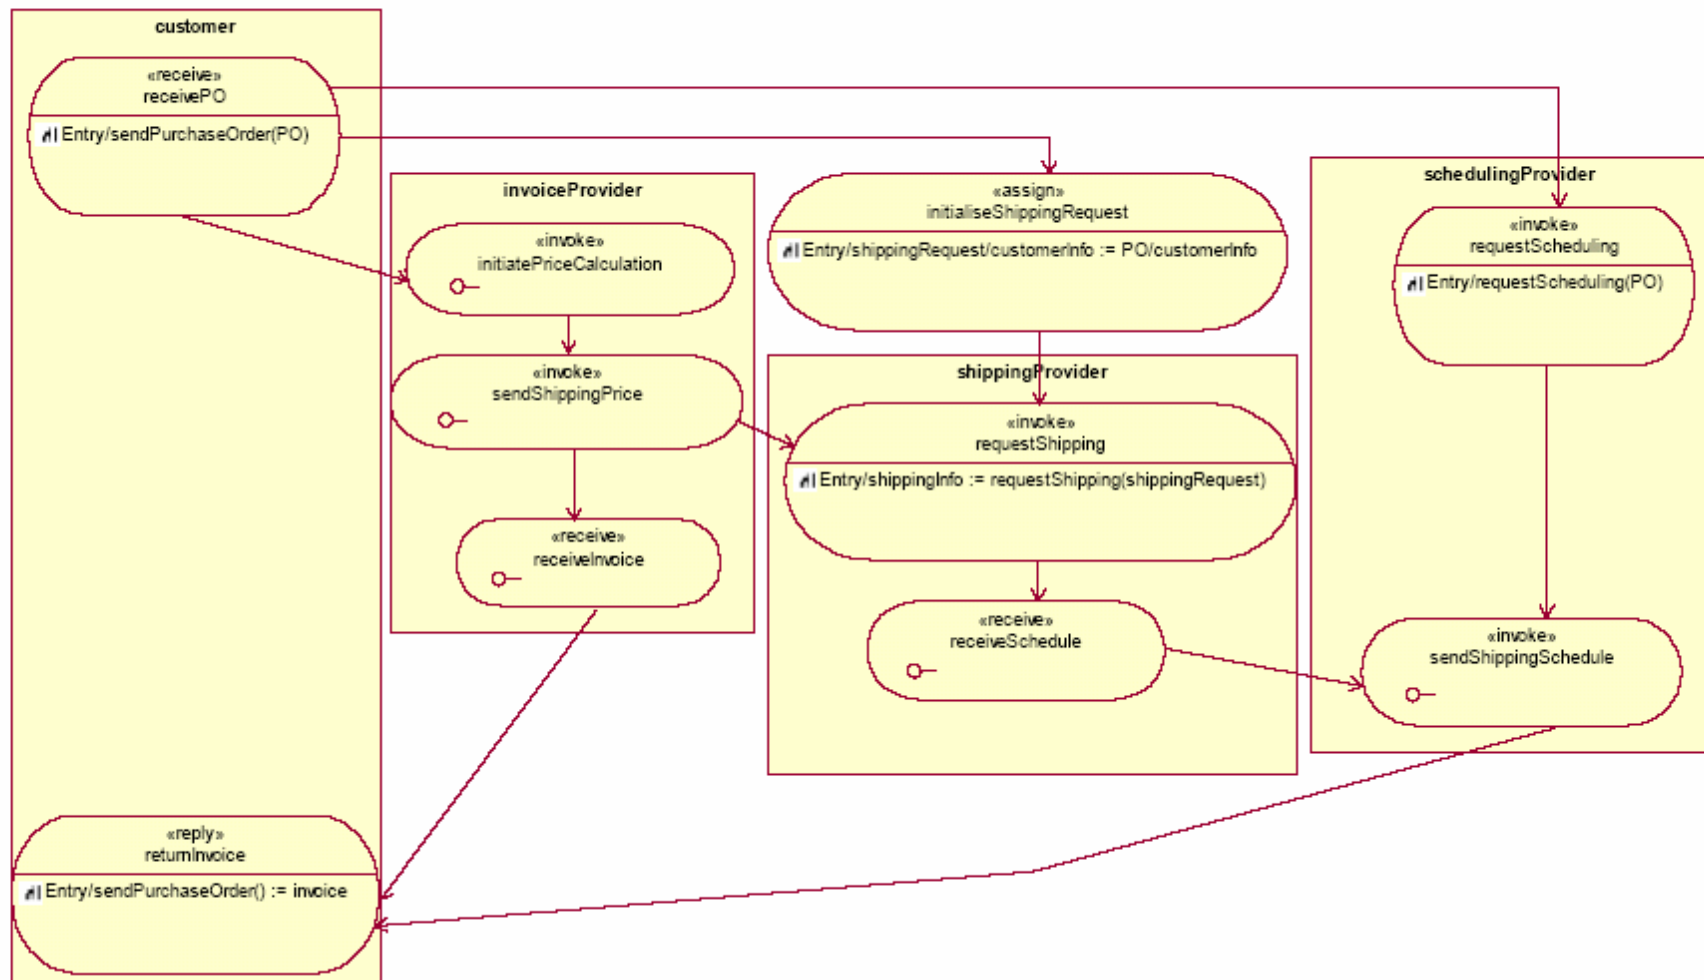 customer
«receive»
receivePO
Entry/sendPurchaseOrder(PO)
invoiceProvider
«invoke»
initiatePriceCalculation
«invoke»
sendShippingPrice
«receive»
receiveInvoice
«assign»
initialiseShippingRequest
Entry/shippingRequest/customerInfo := PO/customerInfo
shippingProvider
«invoke»
requestShipping
Entry/shippingInfo := requestShipping(shippingRequest)
«receive»
receiveSchedule
schedulingProvider
«invoke»
requestScheduling
Entry/requestScheduling(PO)
«invoke»
sendShippingSchedule
«reply»
returnInvoice
Entry/sendPurchaseOrder() := invoice